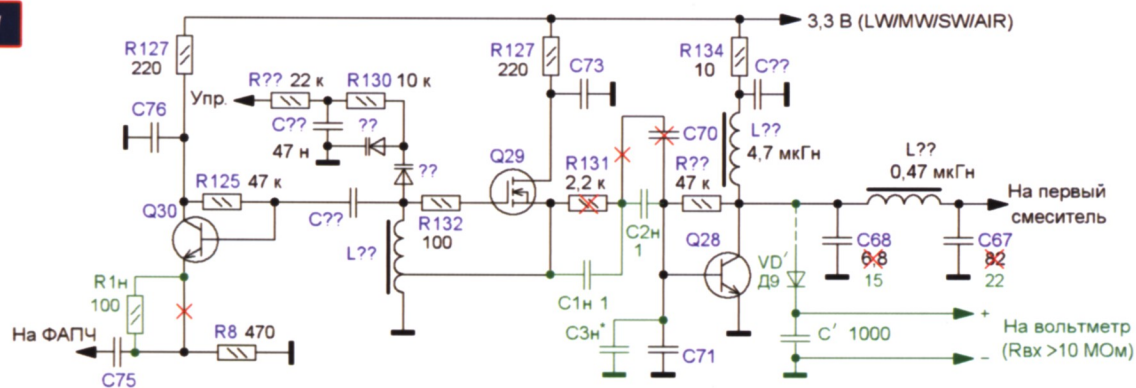 3,3 В (LW/MW/SW/AIR)
R127
220
R127
220
R134
10
R?? 22 к R130 10 к
C73
C??
C76
Упр.
C??
47 н
??
??
C70
L??
4,7 мкГн
L??
0,47 мкГн
Q29
R131
2,2 к
R??
47 к
R125 47 к
На первый
смеситель
Q30
C??
R132
100
C2н
1
Q28
C68
6,8
15
C67
82
22
L??
VD′
Д9
R1н
100
C1н 1
На ФАПЧ
R8 470
C3н*
C71
C′ 1000
+
На вольтметр
(Rвх >10 МОм)
−
C75